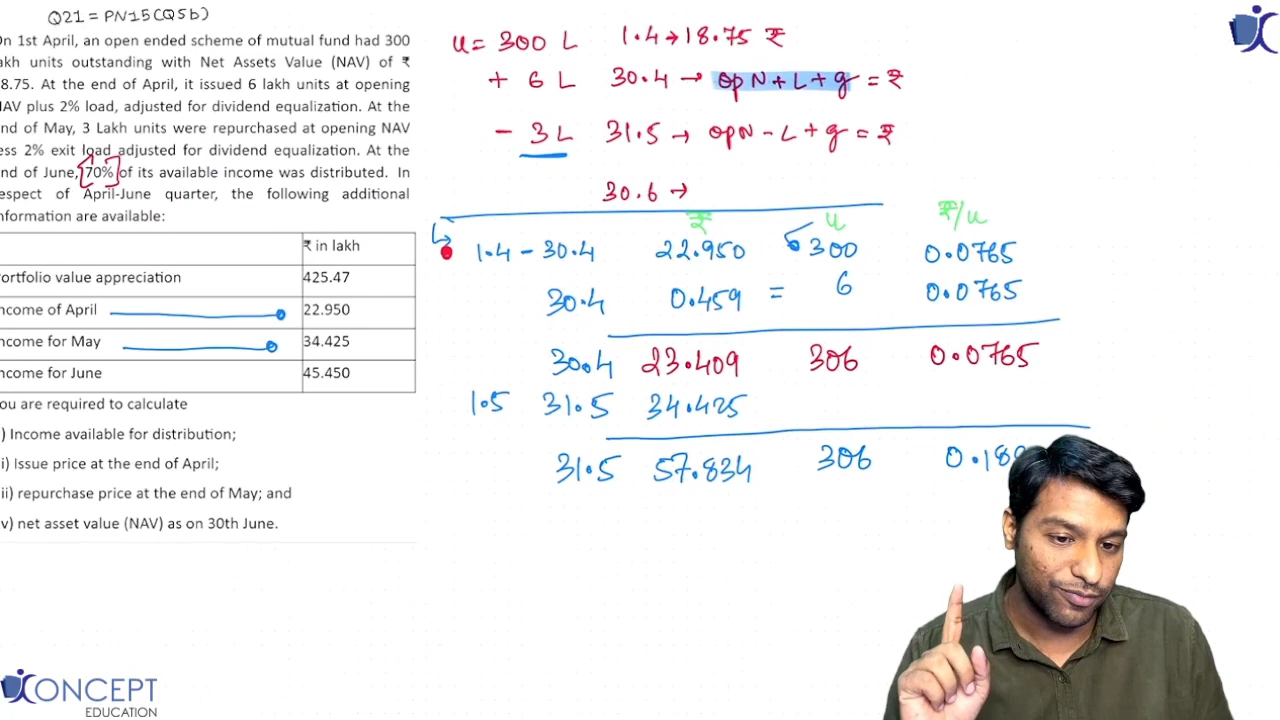 Q21 = PN15(Q5b)
On 1st April, an open ended scheme of mutual fund had 300
lakh units outstanding with Net Assets Value (NAV) of ₹
18.75. At the end of April, it issued 6 lakh units at opening
NAV plus 2% load, adjusted for dividend equalization. At the
end of May, 3 Lakh units were repurchased at opening NAV
less 2% exit load adjusted for dividend equalization. At the
end of June, 70% of its available income was distributed. In
respect of April-June quarter, the following additional
information are available:
₹ in lakh
Portfolio value appreciation 425.47
Income of April 22.950
Income for May 34.425
Income for June 45.450
You are required to calculate
) Income available for distribution;
i) Issue price at the end of April;
ii) repurchase price at the end of May; and
v) net asset value (NAV) as on 30th June.
CONCEPT
EDUCATION
u = 300 L 1.4 → 18.75 ₹
+ 6 L 30.4 → opN + L + g = ₹
- 3L 31.5 → opN - L + g = ₹
30.6 →
₹ u ₹/u
1.4 - 30.4 22.950 300 0.0765
30.4 0.459 = 6 0.0765
30.4 23.409 306 0.0765
1.5 31.5 34.425
31.5 57.834 306 0.189